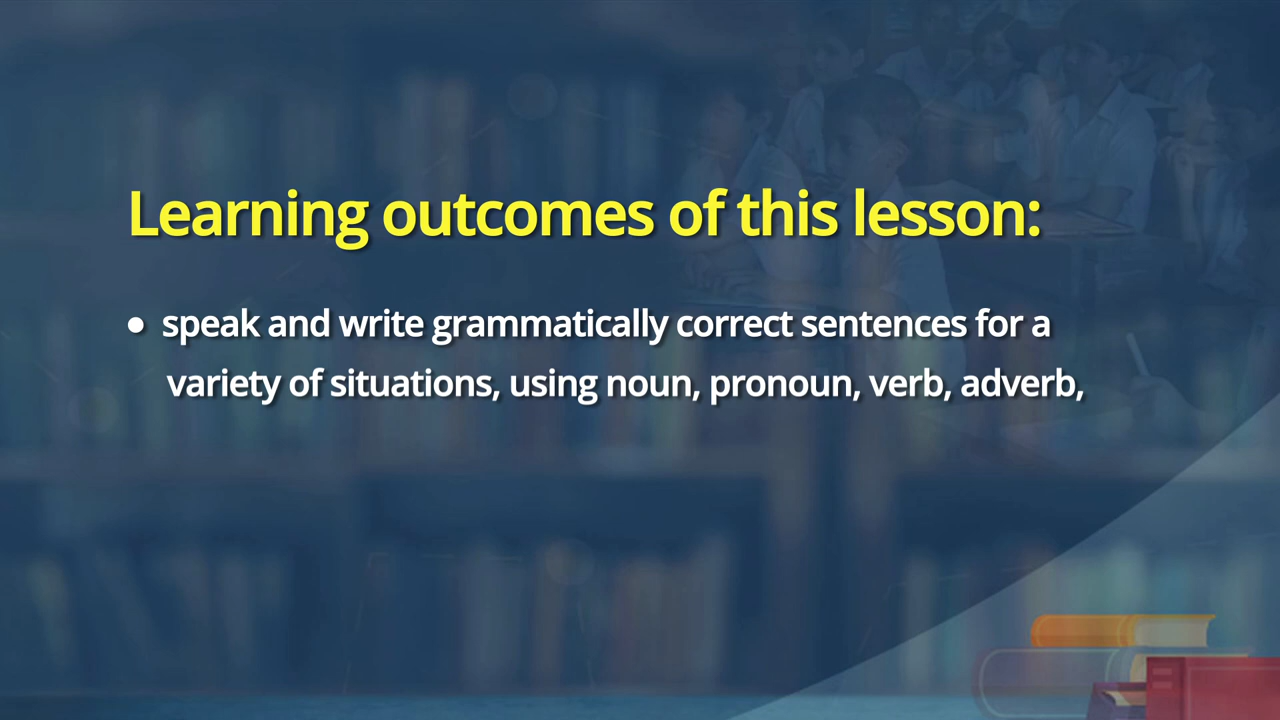 Learning outcomes of this lesson:
• speak and write grammatically correct sentences for a
variety of situations, using noun, pronoun, verb, adverb,